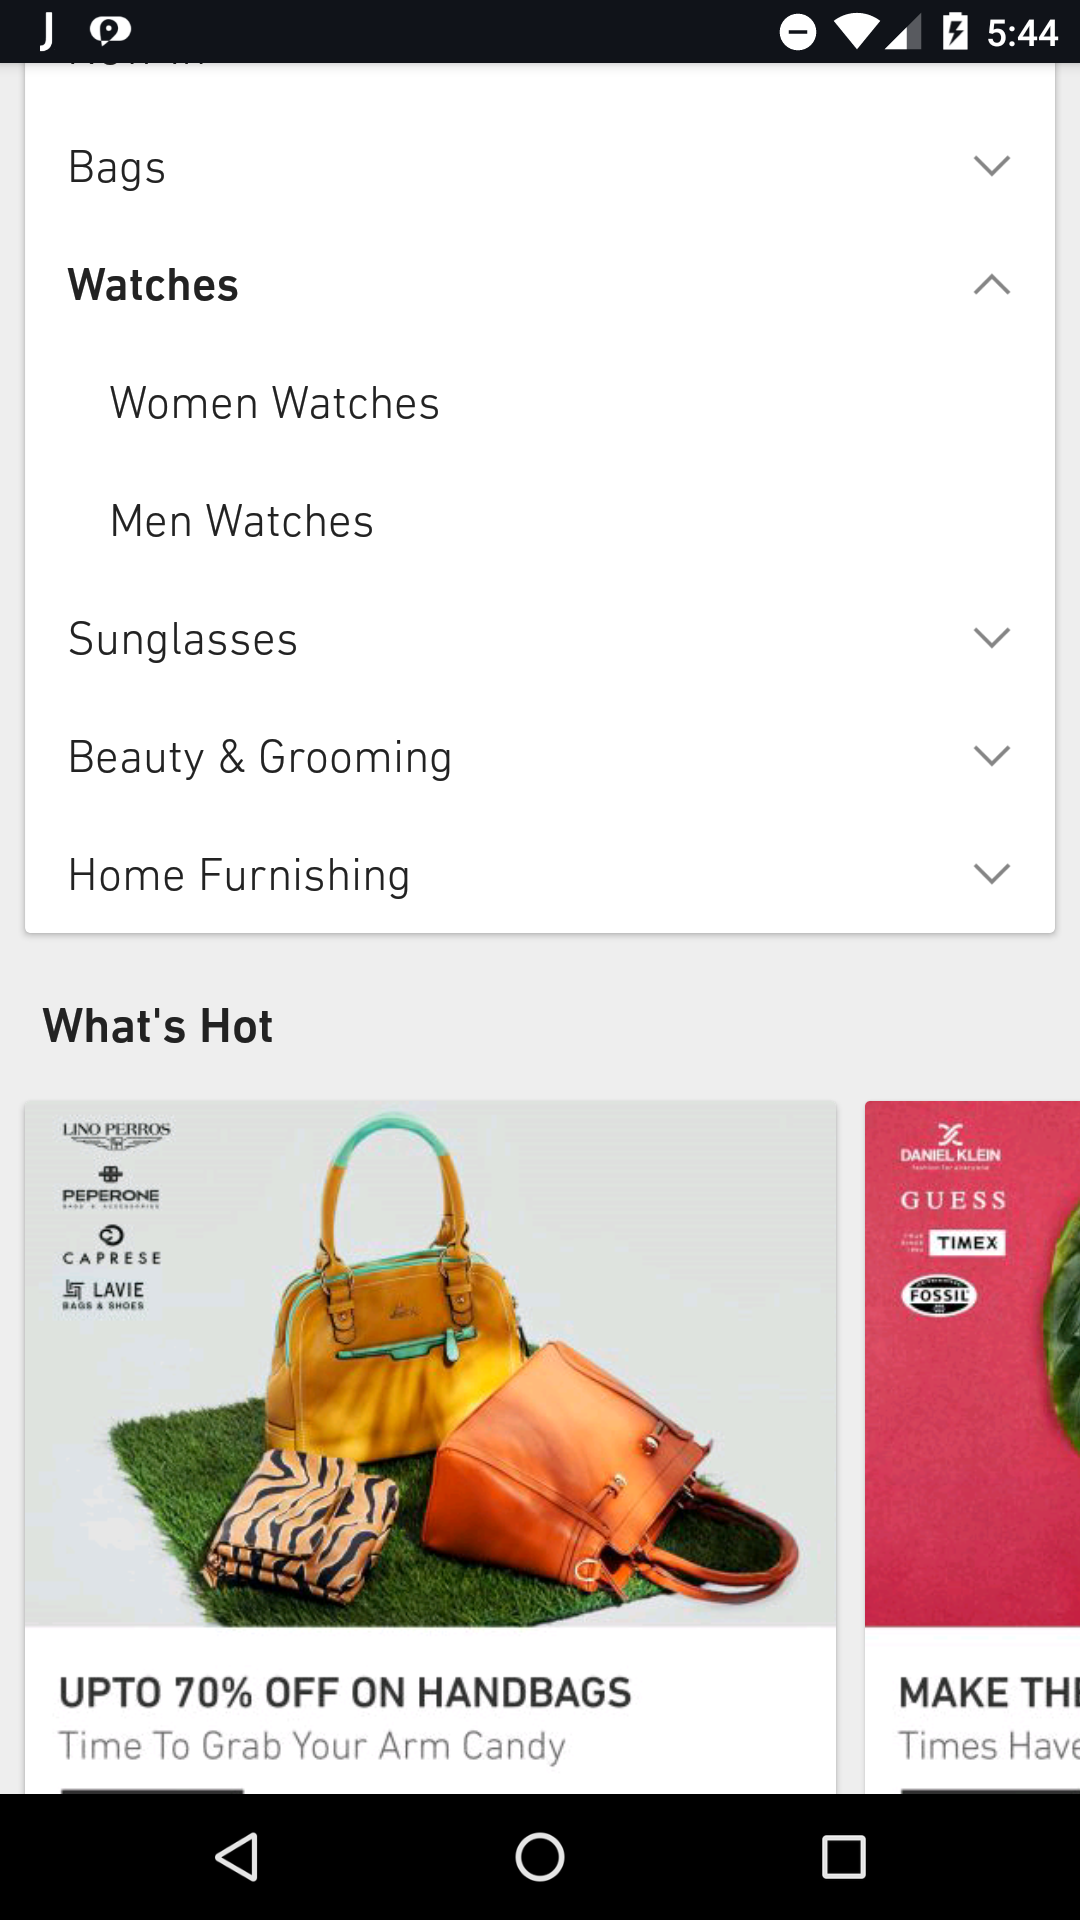 5:44
Bags
Watches
Women Watches
Men Watches
Sunglasses
Beauty & Grooming
Home Furnishing
What's Hot
LINO PERROS
PEPERONE
CAPRESE
LAVIE
BAGS & SHOES
DANIEL KLEIN
GUESS
TIMEX
FOSSIL
UPTO 70% OFF ON HANDBAGS
Time To Grab Your Arm Candy
MAKE THE
Times Have